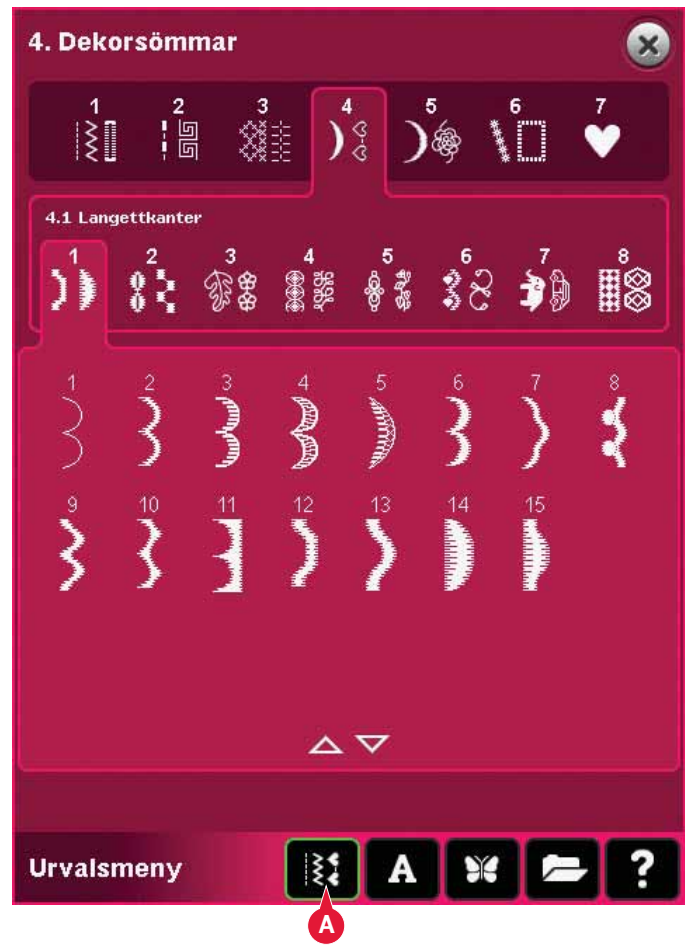 4. Dekorsömmar
1 2 3 4 5 6 7
4.1 Langettkanter
1 2 3 4 5 6 7 8
1 2 3 4 5 6 7 8
9 10 11 12 13 14 15
Urvalsmeny A ?
A